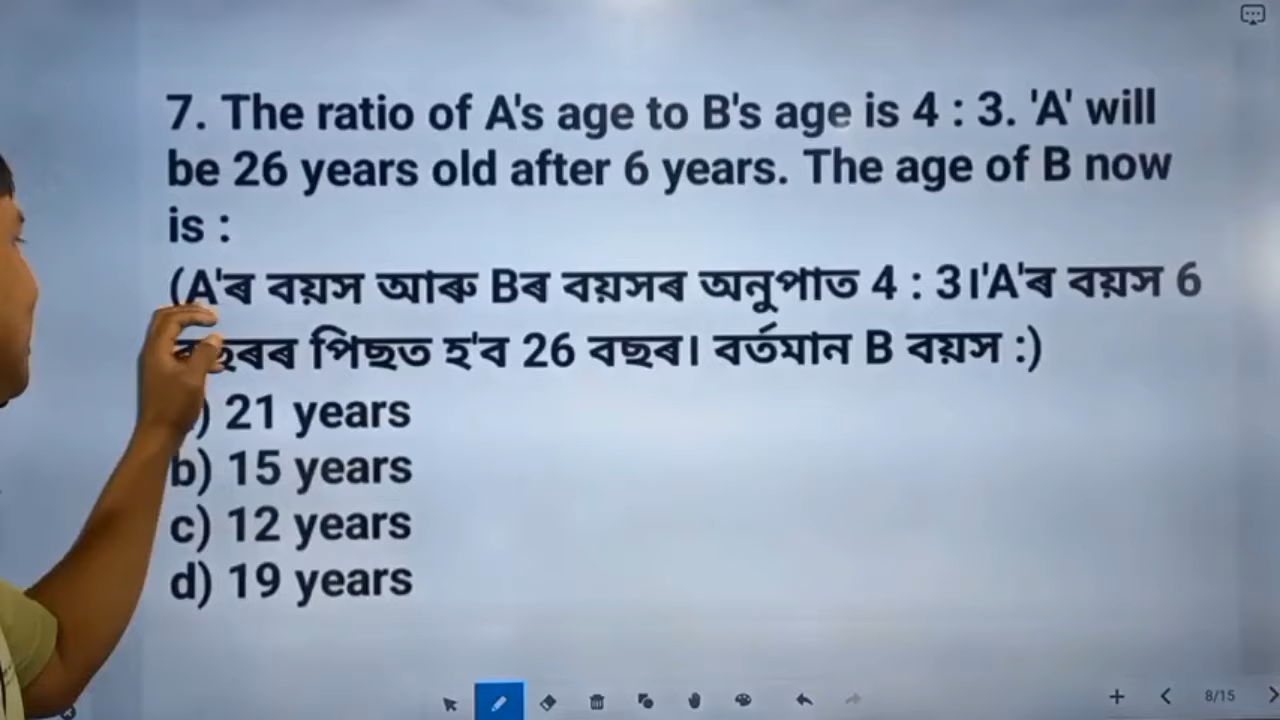 7. The ratio of A's age to B's age is 4 : 3. 'A' will
be 26 years old after 6 years. The age of B now
is :
(A'ৰ বয়স আৰু Bৰ বয়সৰ অনুপাত 4 : 3।'A'ৰ বয়স 6
পিছত হ'ব 26 বছৰ। বৰ্তমান B বয়স :)
) 21 years
b) 15 years
c) 12 years
d) 19 years
8/15